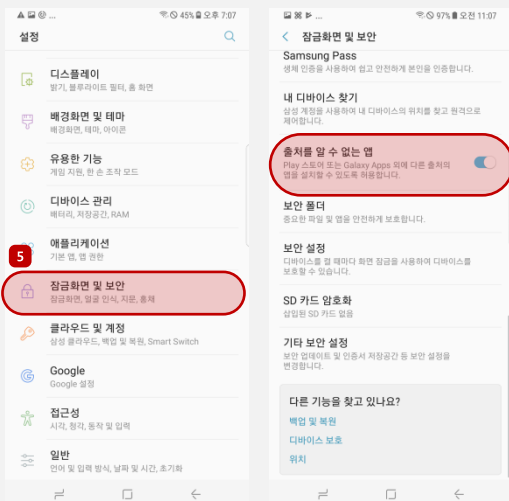 45% 오후 7:07
설정
디스플레이
밝기, 블루라이트 필터, 홈 화면
배경화면 및 테마
배경화면, 테마, 아이콘
유용한 기능
게임 지원, 한 손 조작 모드
디바이스 관리
배터리, 저장공간, RAM
애플리케이션
기본 앱, 앱 권한
5
잠금화면 및 보안
잠금화면, 얼굴 인식, 지문, 홍채
클라우드 및 계정
삼성 클라우드, 백업 및 복원, Smart Switch
Google
Google 설정
접근성
시각, 청각, 동작 및 입력
일반
언어 및 입력 방식, 날짜 및 시간, 초기화
... 97% 오전 11:07
잠금화면 및 보안
Samsung Pass
생체 인증을 사용하여 쉽고 안전하게 본인을 인증합니다.
내 디바이스 찾기
삼성 계정을 사용하여 내 디바이스의 위치를 찾고 원격으로
제어합니다.
출처를 알 수 없는 앱
Play 스토어 또는 Galaxy Apps 외에 다른 출처의
앱을 설치할 수 있도록 허용합니다.
보안 폴더
중요한 파일 및 앱을 안전하게 보호합니다.
보안 설정
디바이스를 켤 때마다 화면 잠금을 사용하여 디바이스를
보호할 수 있습니다.
SD 카드 암호화
삽입된 SD 카드 없음
기타 보안 설정
보안 업데이트 및 인증서 저장공간 등 보안 설정을
변경합니다.
다른 기능을 찾고 있나요?
백업 및 복원
디바이스 보호
위치